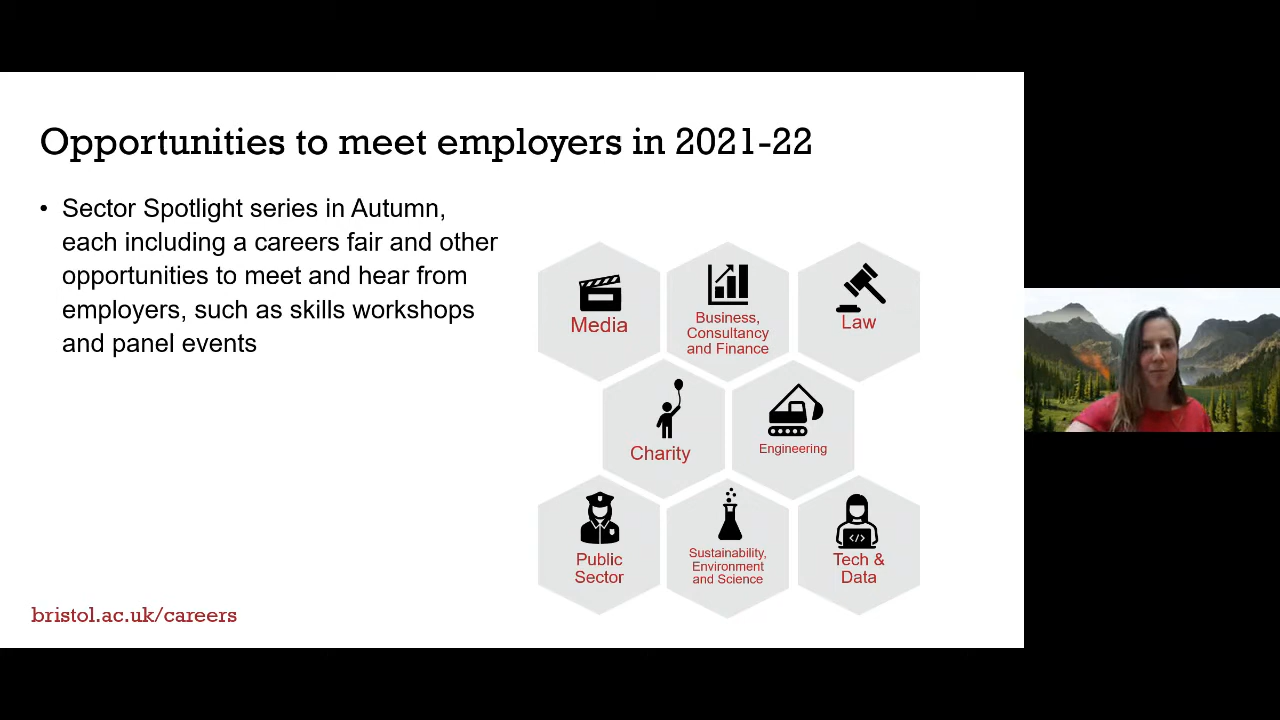 Opportunities to meet employers in 2021-22
• Sector Spotlight series in Autumn,
each including a careers fair and other
opportunities to meet and hear from
employers, such as skills workshops
and panel events
Media
Business,
Consultancy
and Finance
Law
Charity
Engineering
Public
Sector
Sustainability,
Environment
and Science
</>
Tech &
Data
bristol.ac.uk/careers